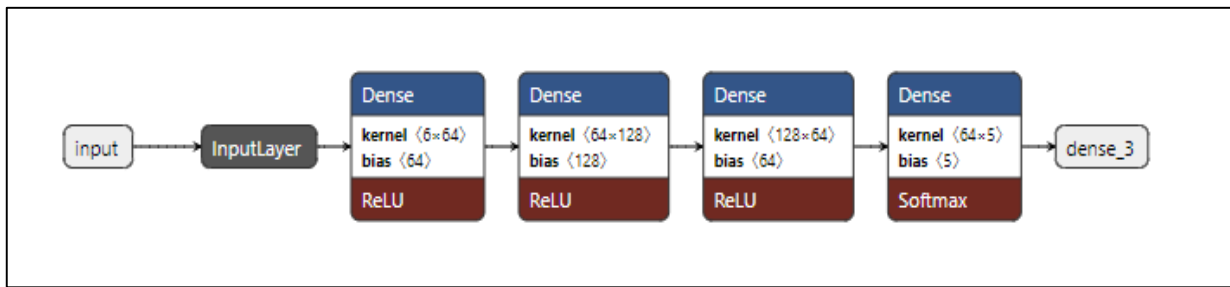 input
InputLayer
Dense
kernel ⟨6×64⟩
bias ⟨64⟩
ReLU
Dense
kernel ⟨64×128⟩
bias ⟨128⟩
ReLU
Dense
kernel ⟨128×64⟩
bias ⟨64⟩
ReLU
Dense
kernel ⟨64×5⟩
bias ⟨5⟩
Softmax
dense_3